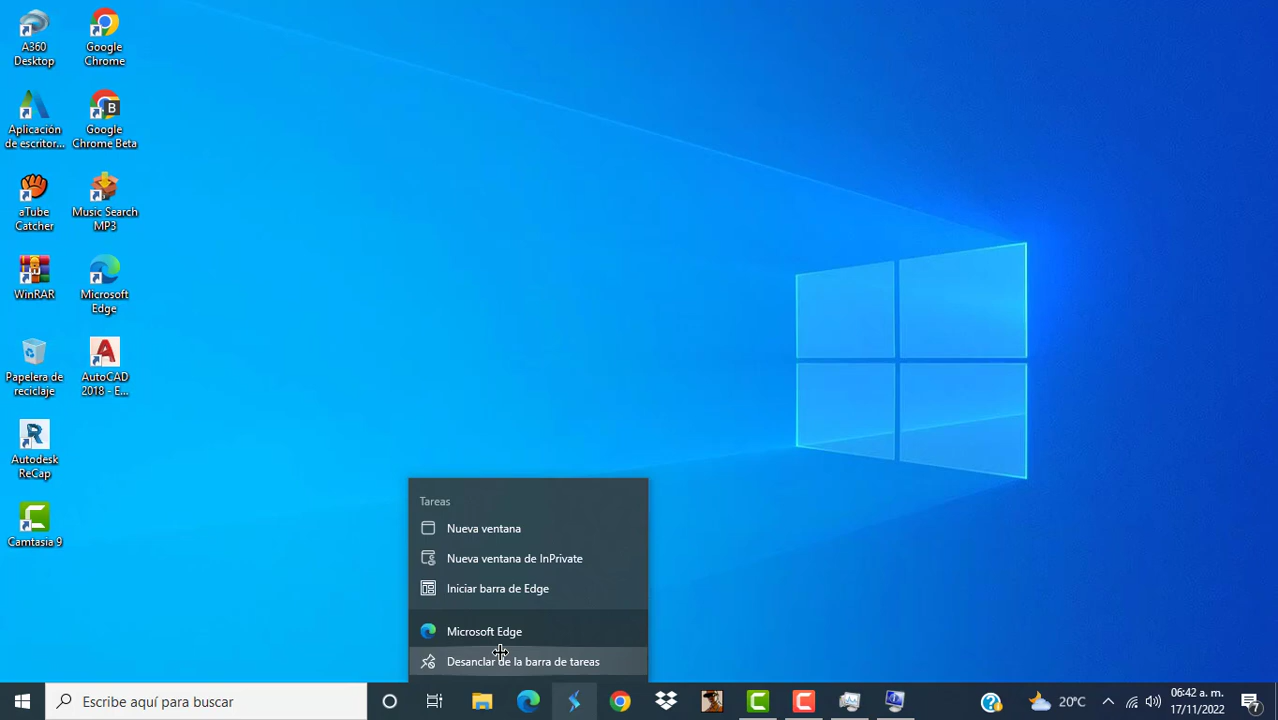 A360
Desktop
Google
Chrome
Aplicación
de escritor...
B
Google
Chrome Beta
aTube
Catcher
Music Search
MP3
WinRAR
Microsoft
Edge
Papelera de
reciclaje
AutoCAD
2018 - E...
Autodesk
ReCap
Camtasia 9
Tareas
Nueva ventana
Nueva ventana de InPrivate
Iniciar barra de Edge
Microsoft Edge
Desanclar de la barra de tareas
Escribe aquí para buscar
20°C
06:42 a. m.
17/11/2022
7